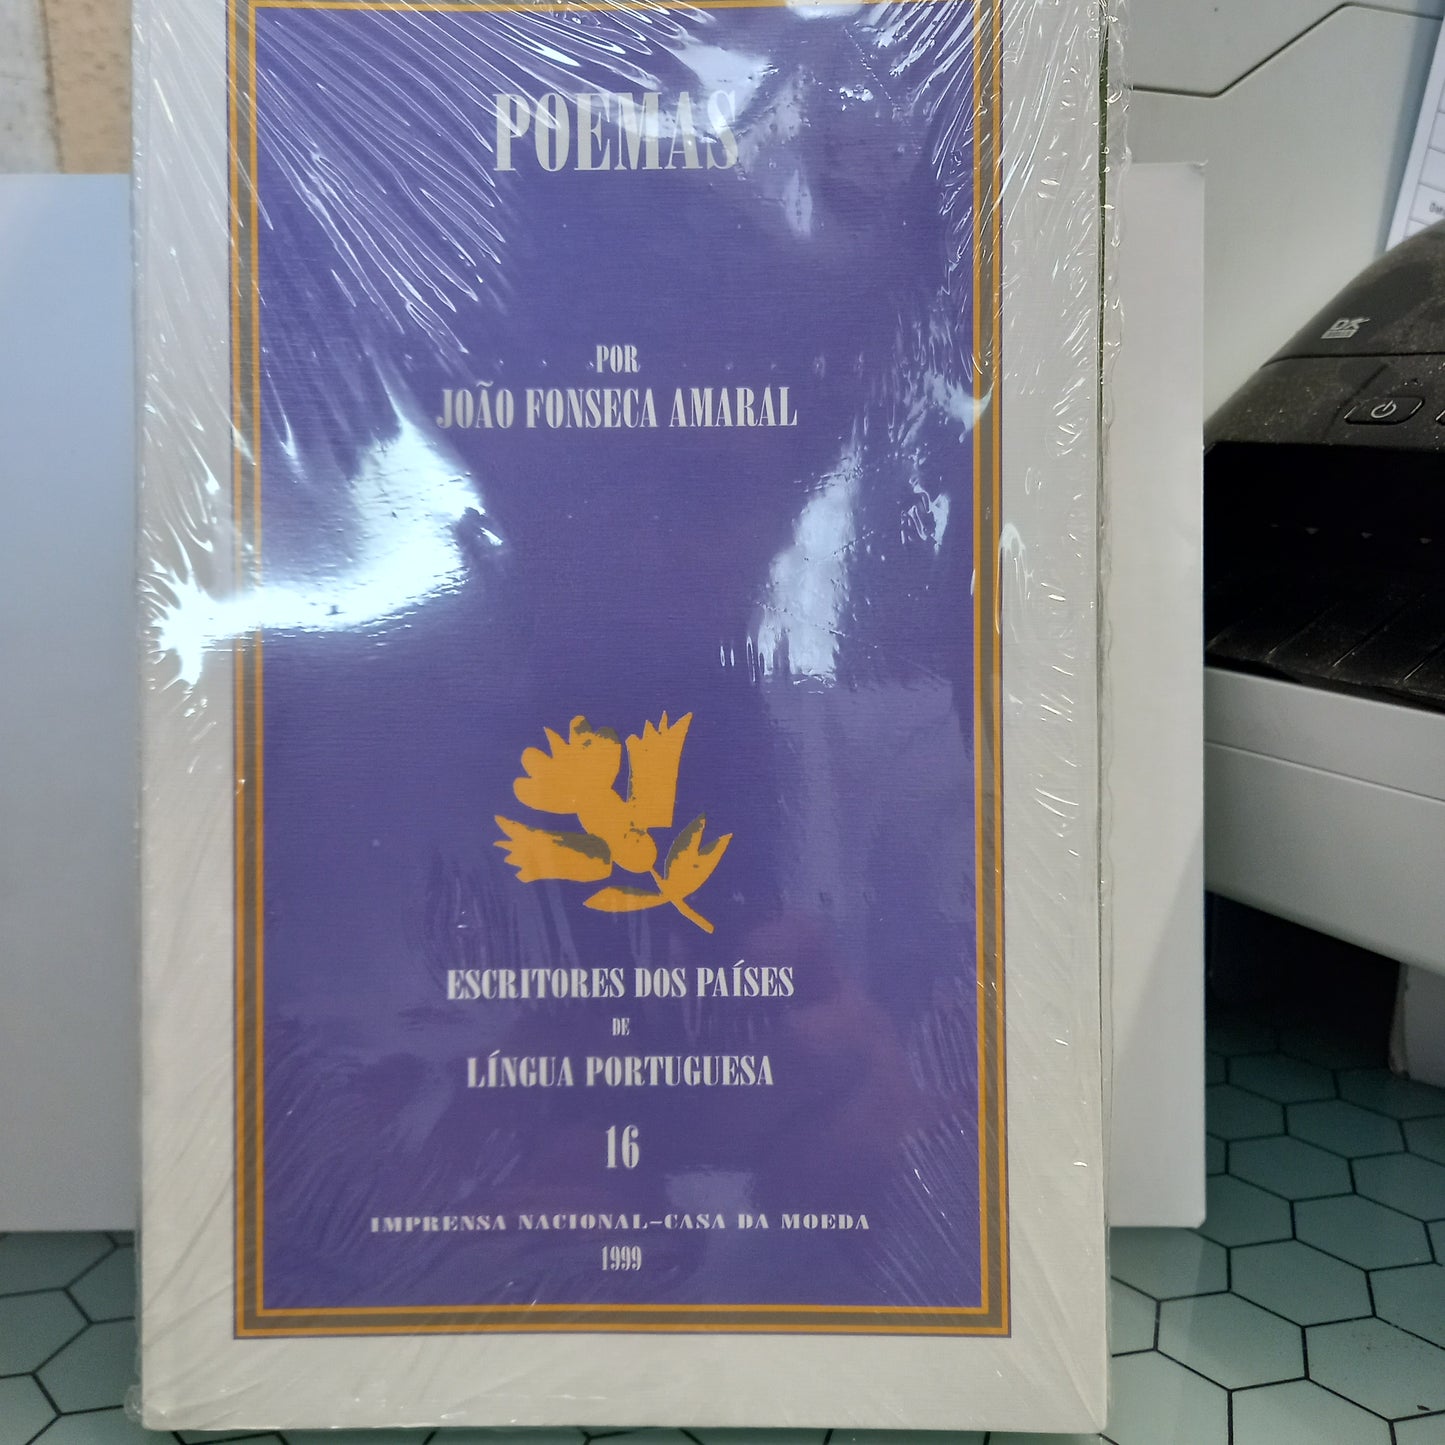 POEMAS
POR
JOÃO FONSECA AMARAL
ESCRITORES DOS PAÍSES
DE
LÍNGUA PORTUGUESA
16
IMPRENSA NACIONAL–CASA DA MOEDA
1999